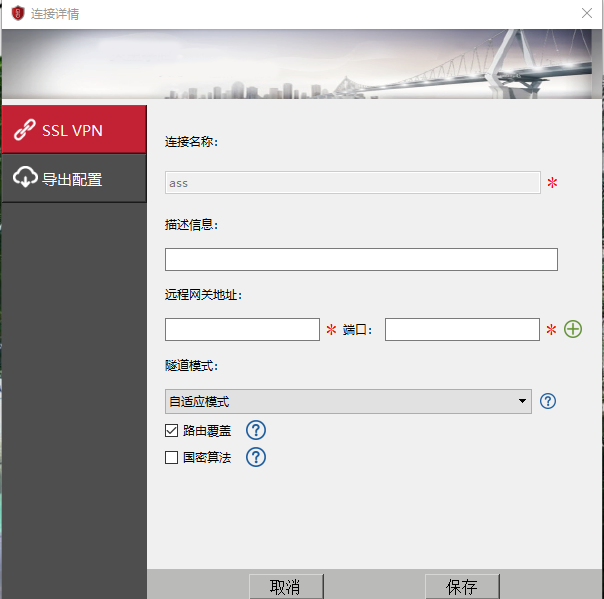 连接详情
SSL VPN
导出配置
连接名称:
ass *
描述信息:
远程网关地址:
* 端口: *
隧道模式:
自适应模式 ?
路由覆盖 ?
国密算法 ?
取消 保存